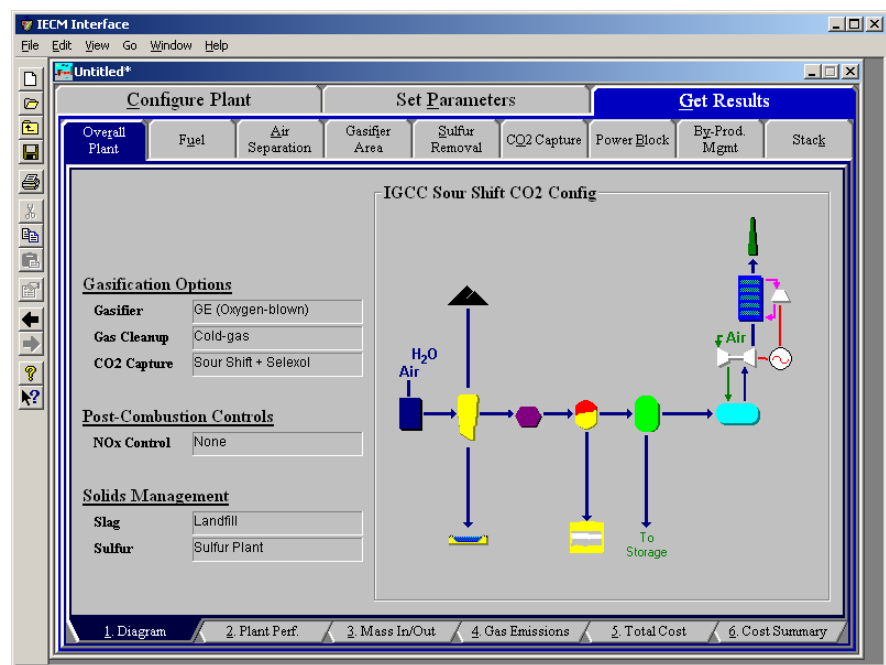 IECM Interface
File Edit View Go Window Help
Untitled*
Configure Plant Set Parameters Get Results
Overall Plant Fuel Air Separation Gasifier Area Sulfur Removal CO2 Capture Power Block By-Prod. Mgmt Stack
IGCC Sour Shift CO2 Config
Gasification Options
Gasifier GE (Oxygen-blown)
Gas Cleanup Cold-gas
CO2 Capture Sour Shift + Selexol
Post-Combustion Controls
NOx Control None
Solids Management
Slag Landfill
Sulfur Sulfur Plant
Air
H2O
Air
To
Storage
1. Diagram 2. Plant Perf. 3. Mass In/Out 4. Gas Emissions 5. Total Cost 6. Cost Summary